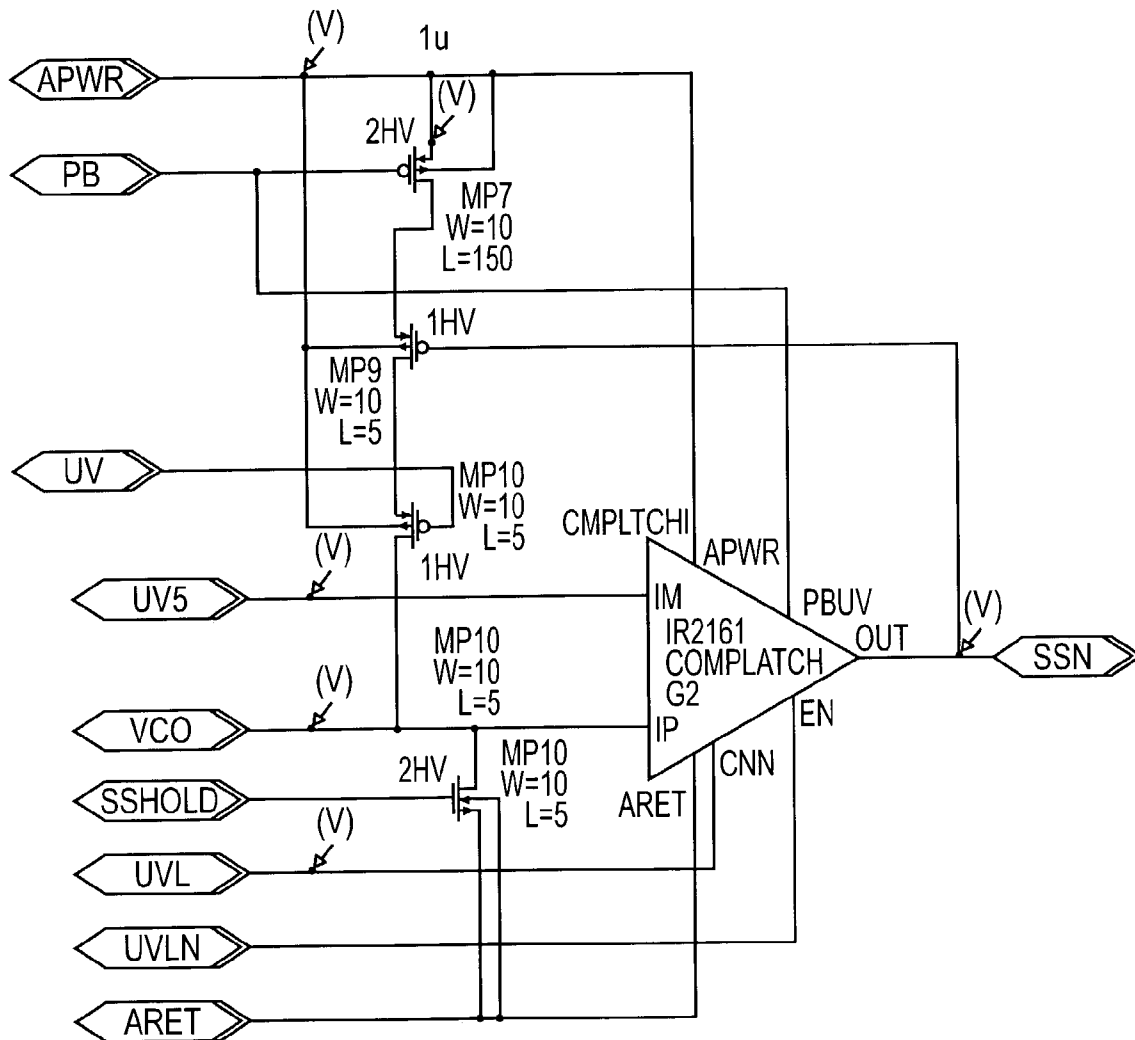 (V)
1u
APWR
(V)
2HV
PB
MP7
W=10
L=150
1HV
MP9
W=10
L=5
UV
MP10
W=10
L=5
CMPLTCHI
APWR
(V)
1HV
UV5
IM
PBUV
(V)
IR2161
OUT
COMPLATCH
SSN
G2
MP10
W=10
L=5
(V)
EN
VCO
IP
CNN
MP10
W=10
L=5
2HV
SSHOLD
ARET
(V)
UVL
UVLN
ARET